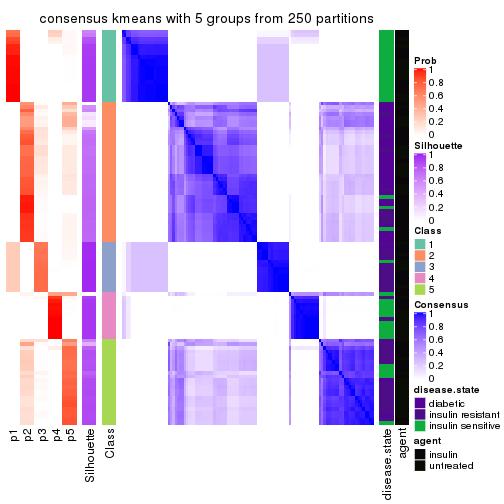 consensus kmeans with 5 groups from 250 partitions
Prob
1
0.8
0.6
0.4
0.2
0
Silhouette
1
0.8
0.6
0.4
0.2
0
Class
1
2
3
4
5
Consensus
1
0.8
0.6
0.4
0.2
0
disease.state
diabetic
insulin resistant
insulin sensitive
agent
insulin
untreated
p1
p2
p3
p4
p5
Silhouette
Class
disease.state
agent